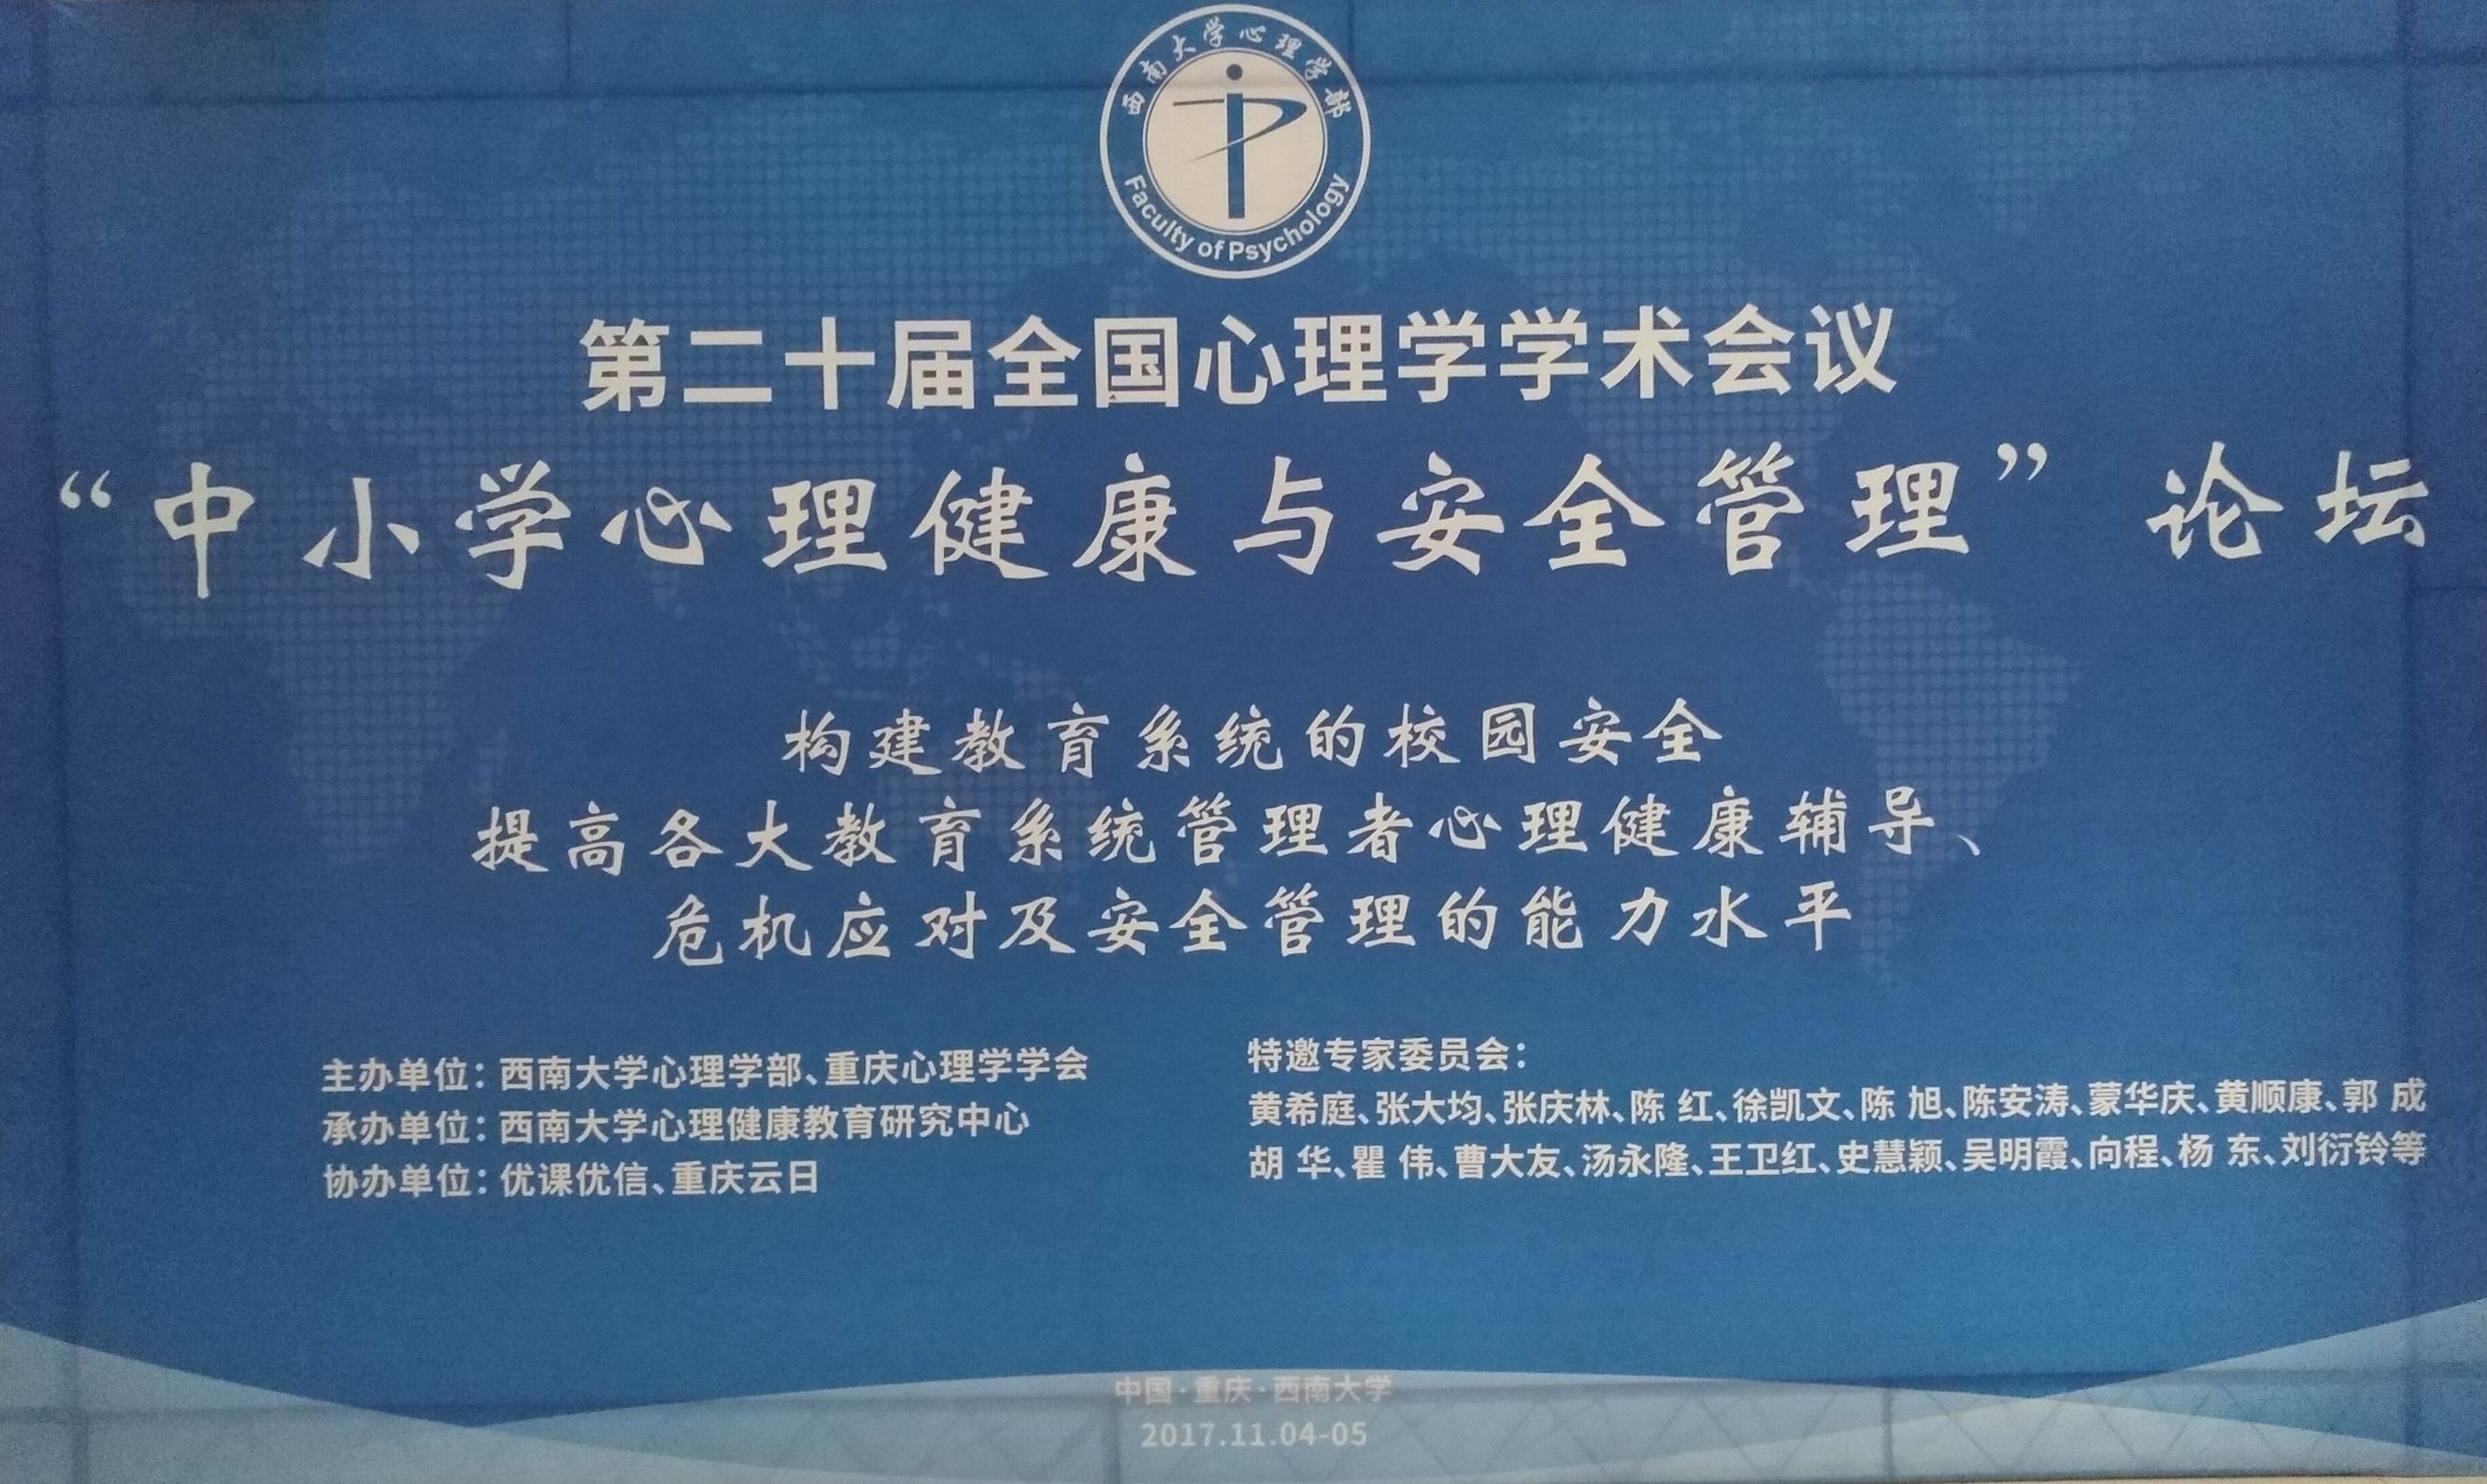 西南大学心理学部
Faculty of Psychology
第二十届全国心理学学术会议
“中小学心理健康与安全管理”论坛
构建教育系统的校园安全
提高各大教育系统管理者心理健康辅导、
危机应对及安全管理的能力水平
主办单位：西南大学心理学部、重庆心理学学会
承办单位：西南大学心理健康教育研究中心
协办单位：优课优信、重庆云日
特邀专家委员会：
黄希庭、张大均、张庆林、陈 红、徐凯文、陈 旭、陈安涛、蒙华庆、黄顺康、郭 成
胡 华、瞿 伟、曹大友、汤永隆、王卫红、史慧颖、吴明霞、向程、杨 东、刘衍铃等
中国·重庆·西南大学
2017.11.04-05